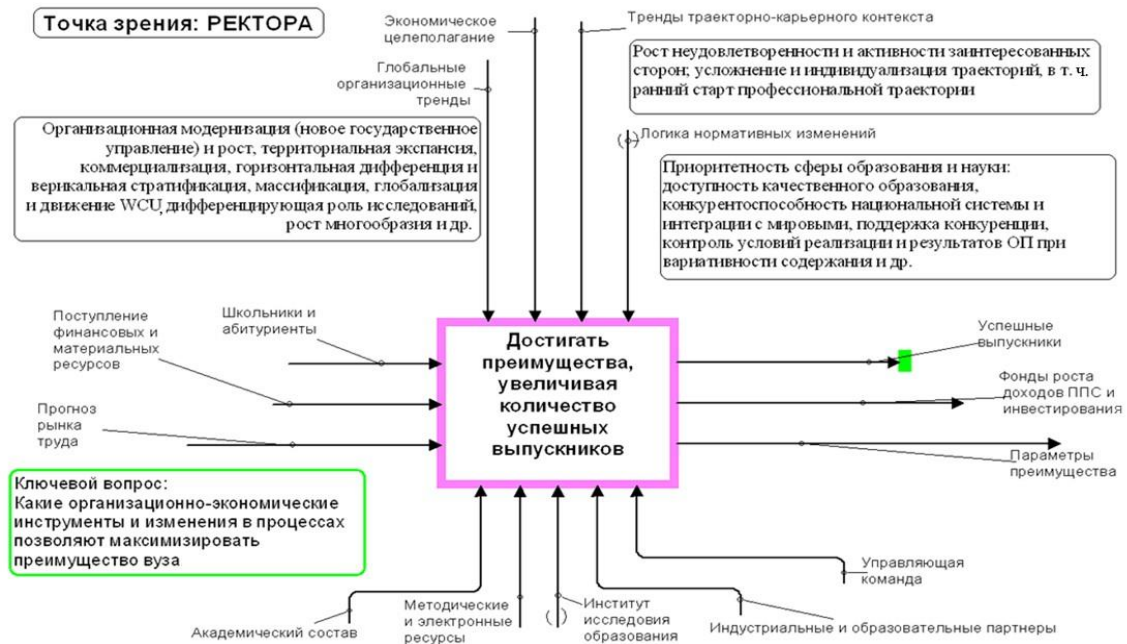 Точка зрения: РЕКТОРА
Экономическое
целеполагание
Тренды траекторно-карьерного контекста
Глобальные
организационные
тренды
Рост неудовлетворенности и активности заинтересованных
сторон; усложнение и индивидуализация траекторий, в т. ч.
ранний старт профессиональной траектории
Организационная модернизация (новое государственное
управление) и рост, территориальная экспансия,
коммерциализация, горизонтальная дифференция и
верикальная стратификация, массификация, глобализация
и движение WCU, дифференцирующая роль исследований,
рост многообразия и др.
Логика нормативных изменений
Приоритетность сферы образования и науки:
доступность качественного образования,
конкурентоспособность национальной системы и
интеграции с мировыми, поддержка конкуренции,
контроль условий реализации и результатов ОП при
вариативности содержания и др.
Поступление
финансовых и
материальных
ресурсов
Школьники и
абитуриенты
Прогноз
рынка
труда
Достигать
преимущества,
увеличивая
количество
успешных
выпускников
Успешные
выпускники
Фонды роста
доходов ППС и
инвестирования
Параметры
преимущества
Ключевой вопрос:
Какие организационно-экономические
инструменты и изменения в процессах
позволяют максимизировать
преимущество вуза
Академический состав
Методические
и электронные
ресурсы
Институт
исследовия
образования
Индустриальные и образовательные партнеры
Управляющая
команда